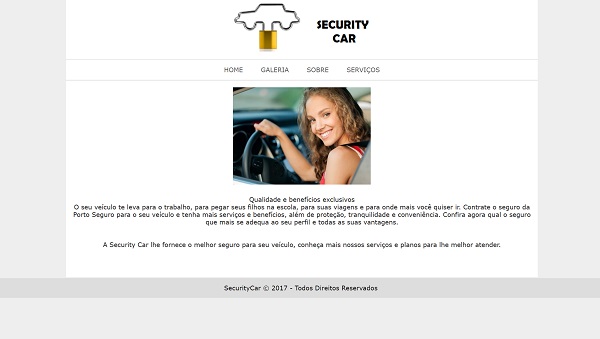 SECURITY
CAR
HOME GALERIA SOBRE SERVIÇOS
Qualidade e benefícios exclusivos
O seu veículo te leva para o trabalho, para pegar seus filhos na escola, para suas viagens e para onde mais você quiser ir. Contrate o seguro da
Porto Seguro para o seu veículo e tenha mais serviços e benefícios, além de proteção, tranquilidade e conveniência. Confira agora qual o seguro
que mais se adequa ao seu perfil e todas as suas vantagens.
A Security Car lhe fornece o melhor seguro para seu veículo, conheça mais nossos serviços e planos para lhe melhor atender.
SecurityCar © 2017 - Todos Direitos Reservados